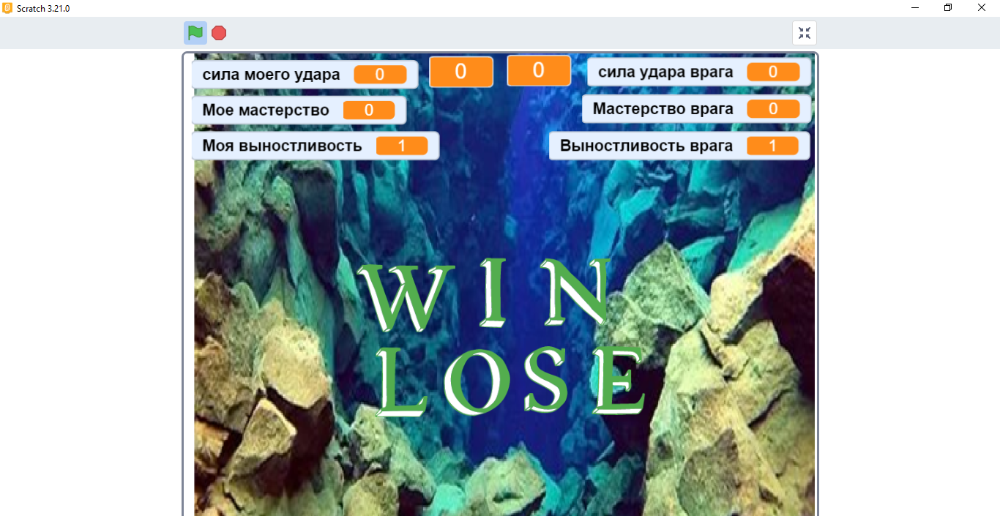 Scratch 3.21.0
сила моего удара 0 0 0 сила удара врага 0
Мое мастерство 0 Мастерство врага 0
Моя выностливость 1 Выностливость врага 1
WIN
LOSE